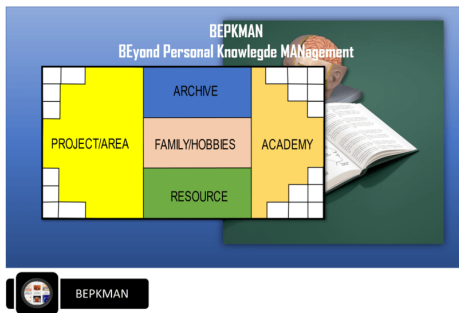 BEPKMAN
BEyond Personal Knowlegde MANagement
ARCHIVE
PROJECT/AREA
FAMILY/HOBBIES
ACADEMY
RESOURCE
BEPKMAN